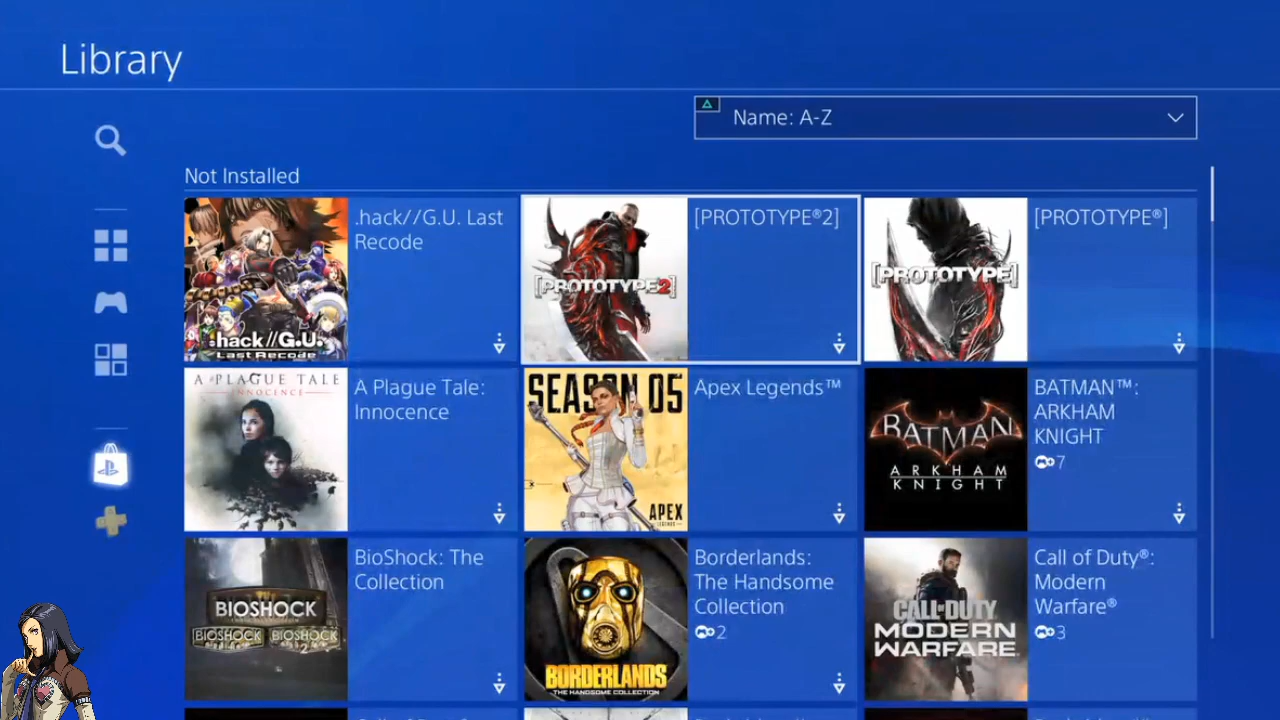 Library
Name: A-Z
Not Installed
.hack//G.U. Last
Recode
.hack//G.U.
Last Recode
[PROTOTYPE®2]
[PROTOTYPE2]
[PROTOTYPE®]
[PROTOTYPE]
A Plague Tale:
Innocence
A PLAGUE TALE
INNOCENCE
Apex Legends™
SEASON 05
APEX
LEGENDS
BATMAN™:
ARKHAM
KNIGHT
7
BATMAN
ARKHAM
KNIGHT
BioShock: The
Collection
BIOSHOCK
BIOSHOCK
BIOSHOCK
2
Borderlands:
The Handsome
Collection
2
BORDERLANDS
THE HANDSOME COLLECTION
Call of Duty®:
Modern
Warfare®
3
CALL OF DUTY
MODERN
WARFARE